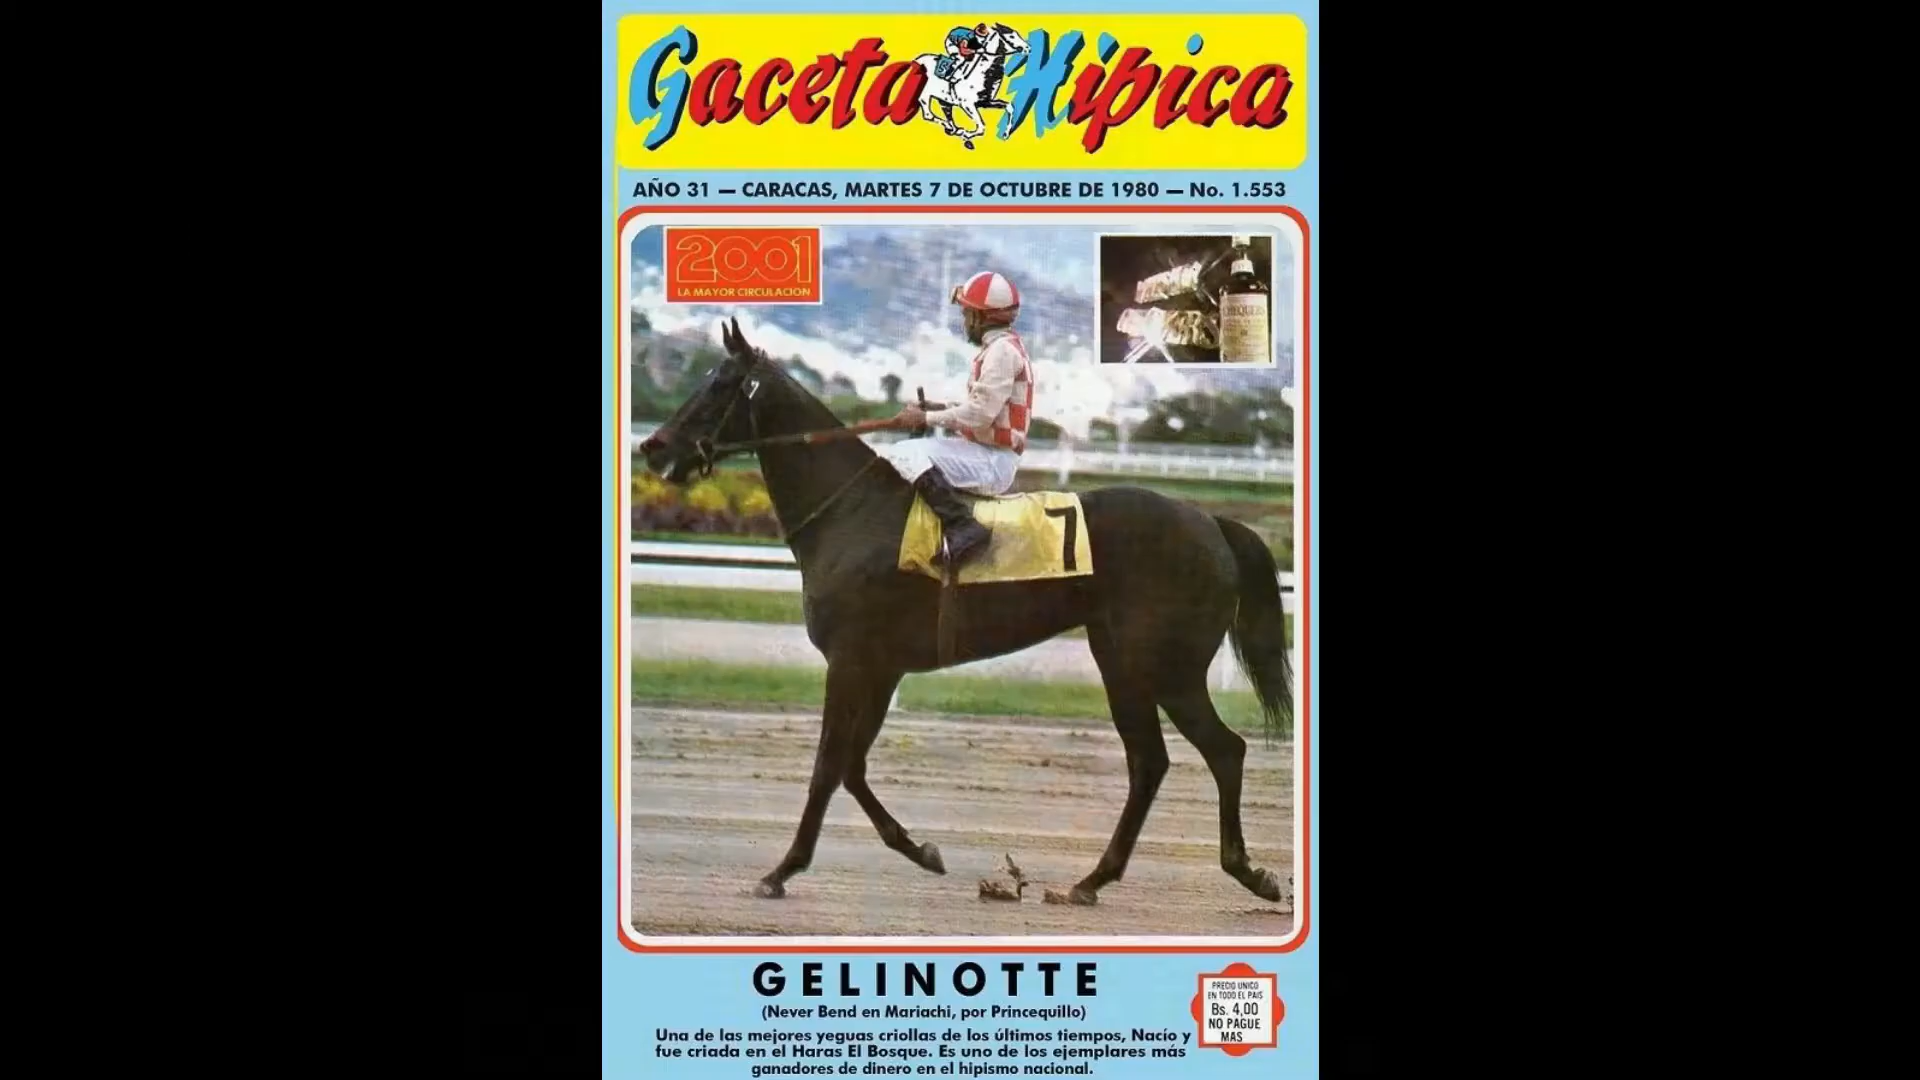 Gaceta Hípica
AÑO 31 — CARACAS, MARTES 7 DE OCTUBRE DE 1980 — No. 1.553
2001
LA MAYOR CIRCULACION
7
7
GELINOTTE
(Never Bend en Mariachi, por Princequillo)
Una de las mejores yeguas criollas de los últimos tiempos, Nacío y
fue criada en el Haras El Bosque. Es uno de los ejemplares más
ganadores de dinero en el hipismo nacional.
PRECIO UNICO
EN TODO EL PAIS
Bs. 4,00
NO PAGUE
MAS